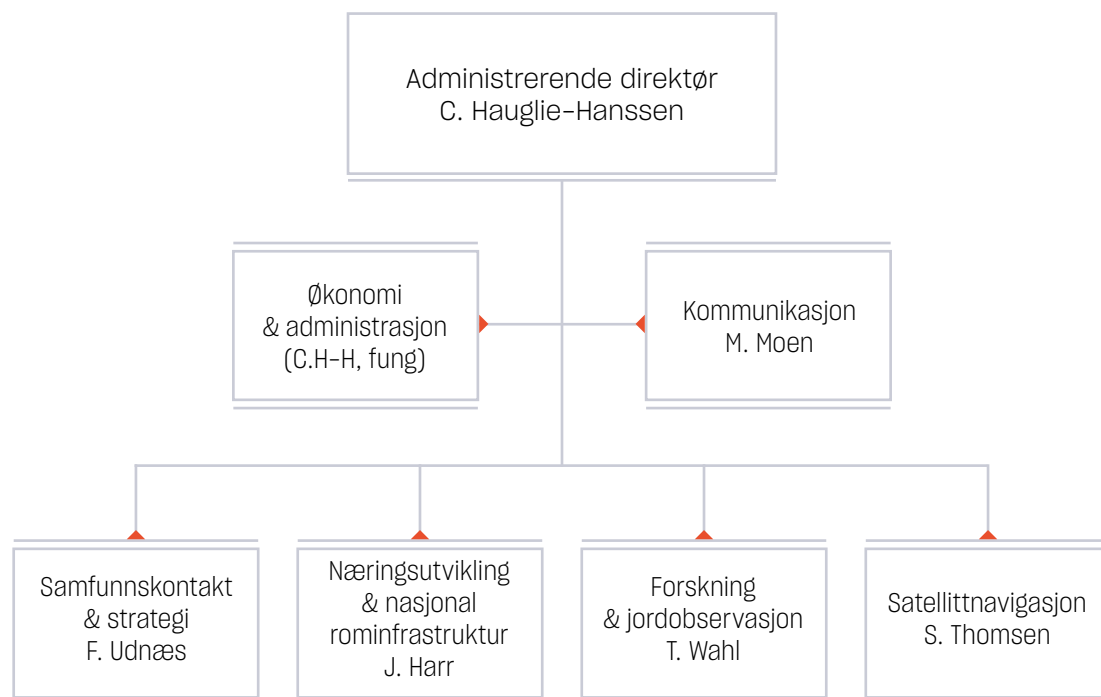 Administrerende direktør
C. Hauglie-Hanssen
Økonomi
& administrasjon
(C.H-H, fung)
Kommunikasjon
M. Moen
Samfunnskontakt
& strategi
F. Udnæs
Næringsutvikling
& nasjonal
rominfrastruktur
J. Harr
Forskning
& jordobservasjon
T. Wahl
Satellittnavigasjon
S. Thomsen